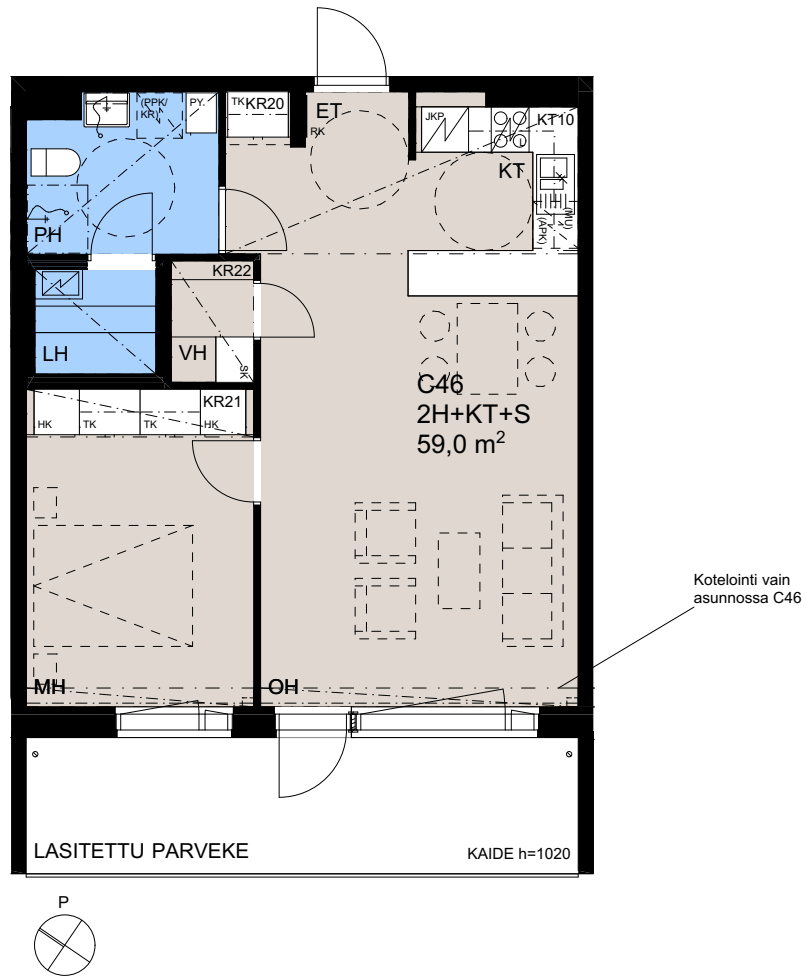 (PPK/
KR)
PY.
TK
KR20
ET
RK
JKP
KT10
KT
(MU)
(APK)
PH
KR22
LH
VH
SK
KR21
HK
TK
TK
HK
C46
2H+KT+S
59,0 m²
Kotelointi vain
asunnossa C46
MH
OH
LASITETTU PARVEKE
KAIDE h=1020
P